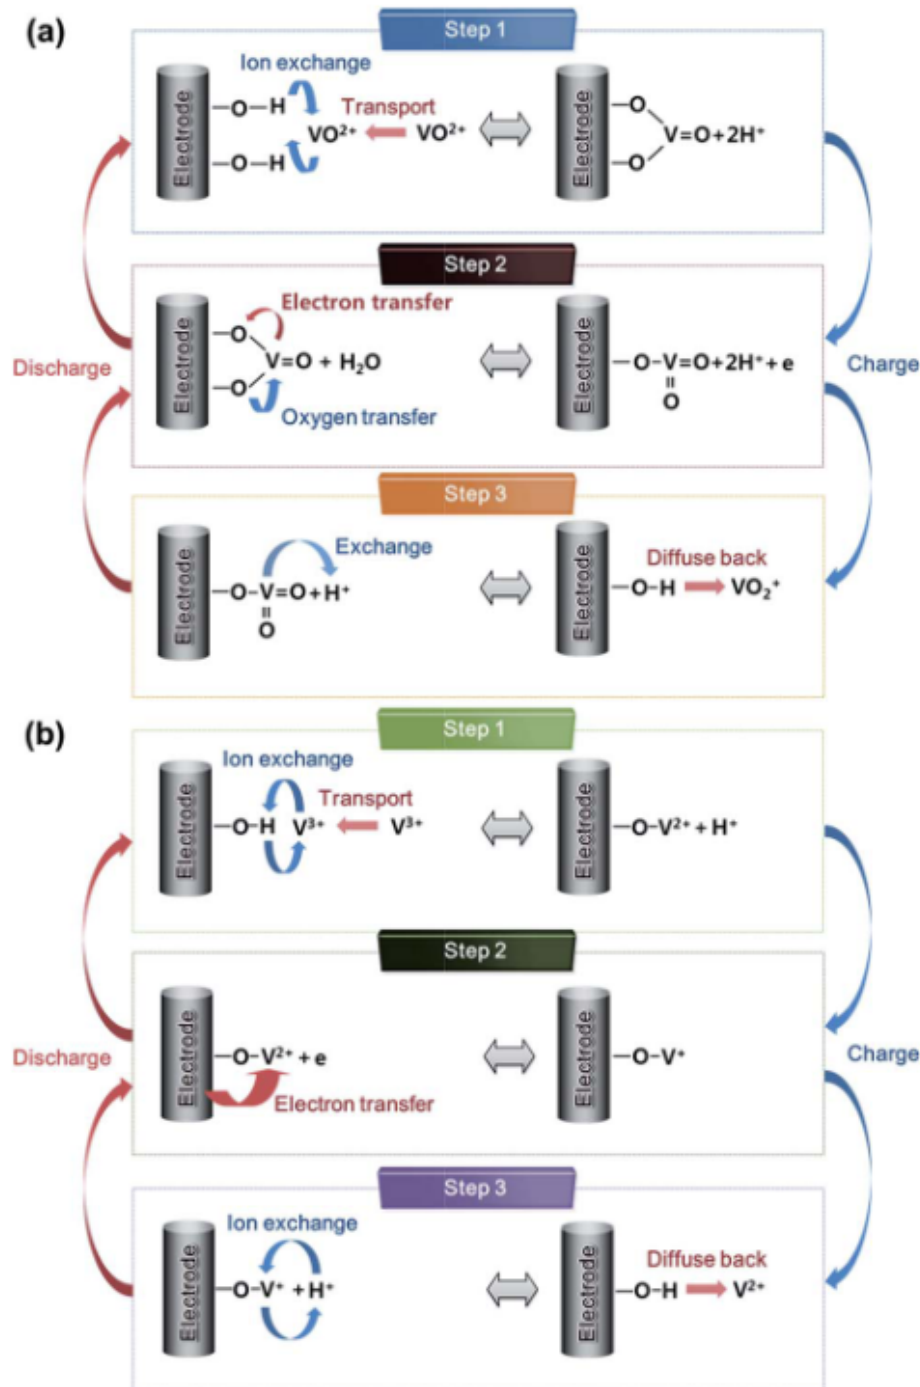 (a)
Step 1
Ion exchange
Electrode
–O–H
Transport
VO²⁺
VO²⁺
–O–H
Electrode
–O
V=O+2H⁺
–O
Step 2
Electrode
Electron transfer
–O
V=O + H₂O
–O
Oxygen transfer
Electrode
–O–V=O+2H⁺+e
=
O
Discharge
Charge
Step 3
Electrode
Exchange
–O–V=O+H⁺
=
O
Electrode
Diffuse back
–O–H
VO₂⁺
(b)
Step 1
Ion exchange
Electrode
Transport
–O–H V³⁺
V³⁺
Electrode
–O–V²⁺+H⁺
Step 2
Electrode
–O–V²⁺+e
Electron transfer
Electrode
–O–V⁺
Discharge
Charge
Step 3
Ion exchange
Electrode
–O–V⁺+H⁺
Electrode
Diffuse back
–O–H
V²⁺